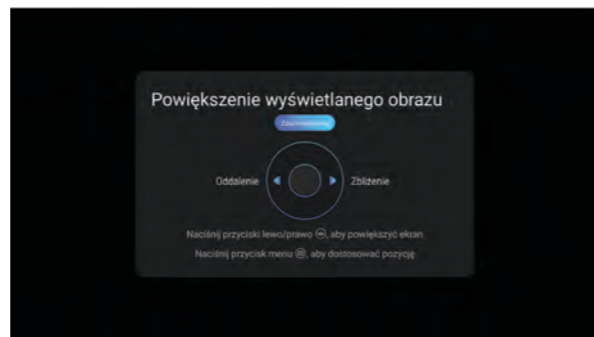 Powiększenie wyświetlanego obrazu
Oddalenie
Zbliżenie
Naciśnij przyciski lewo/prawo, aby powiększyć ekran
Naciśnij przycisk menu, aby dostosować pozycję